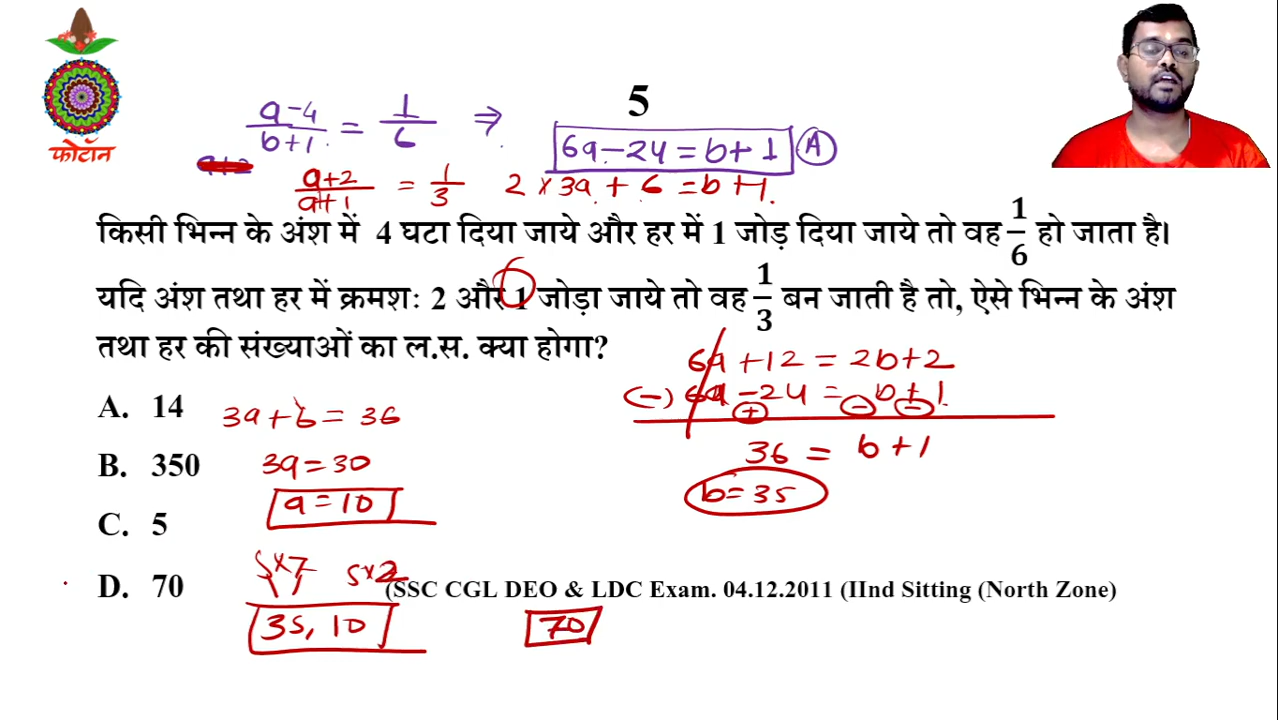 फोटॉन
5
a-4/b+1 = 1/6 ⇒ 6a-24 = b+1 (A)
a+2
a+2/a+1 = 1/3 2 × 3a + 6 = b+1.
किसी भिन्न के अंश में 4 घटा दिया जाये और हर में 1 जोड़ दिया जाये तो वह 1/6 हो जाता है।
यदि अंश तथा हर में क्रमशः 2 और 1 जोड़ा जाये तो वह 1/3 बन जाती है तो, ऐसे भिन्न के अंश
तथा हर की संख्याओं का ल.स. क्या होगा?
6a + 12 = 2b + 2
(-) 6a - 24 = b + 1
(+) (-) (-)
36 = b + 1
b = 35
A. 14
3a + 6 = 36
B. 350
3a = 30
a = 10
C. 5
5×7 5×2
D. 70
(SSC CGL DEO & LDC Exam. 04.12.2011 (IInd Sitting (North Zone)
35, 10
70